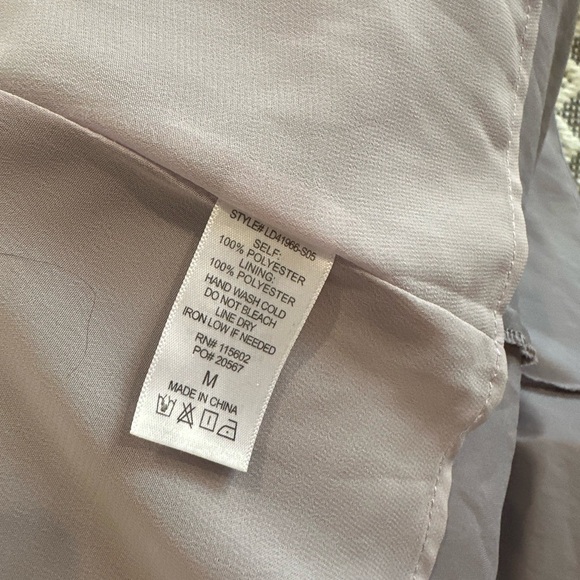 STYLE# LD41966-S05
SELF:
100% POLYESTER
LINING:
100% POLYESTER
HAND WASH COLD
DO NOT BLEACH
LINE DRY
IRON LOW IF NEEDED
RN# 115602
PO# 20567
M
MADE IN CHINA